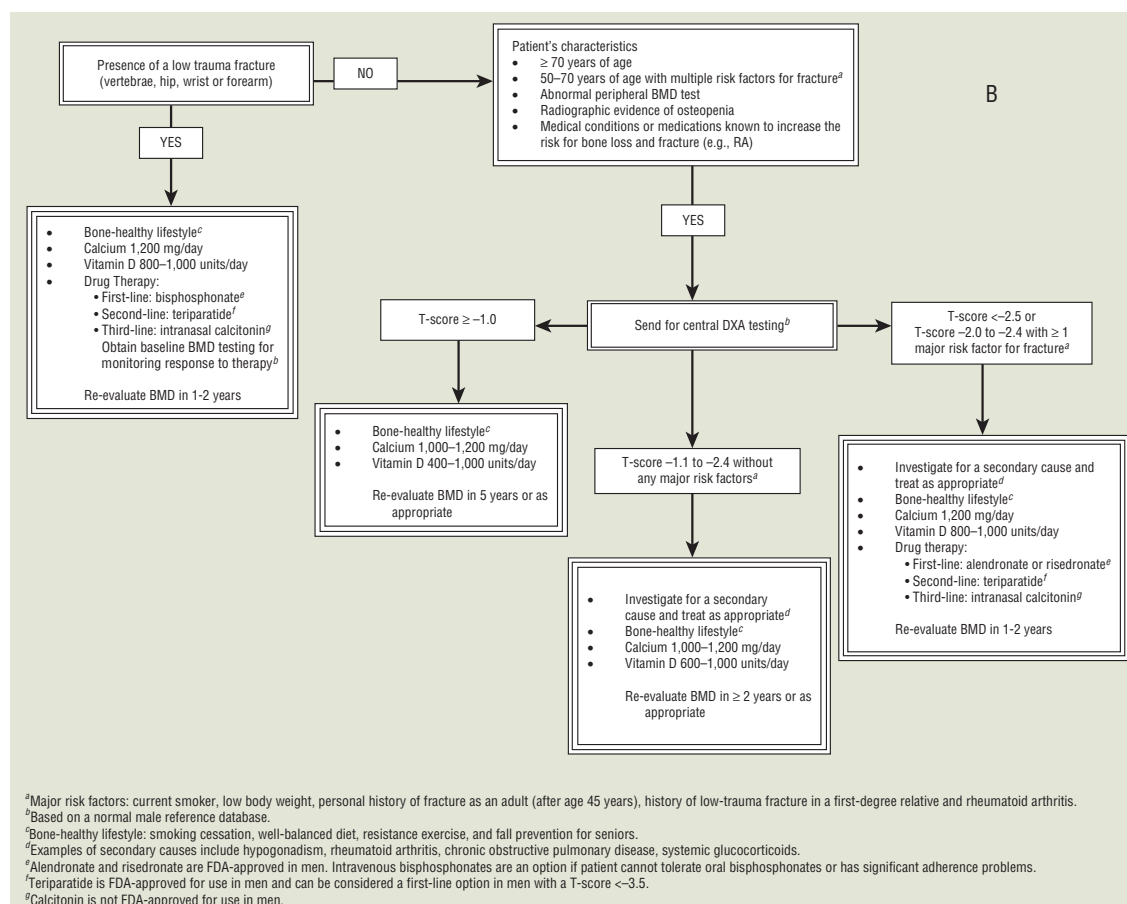 Presence of a low trauma fracture
(vertebrae, hip, wrist or forearm)
NO
Patient’s characteristics
• ≥ 70 years of age
• 50–70 years of age with multiple risk factors for fractureᵃ
• Abnormal peripheral BMD test
• Radiographic evidence of osteopenia
• Medical conditions or medications known to increase the
risk for bone loss and fracture (e.g., RA)
B
YES
YES
• Bone-healthy lifestyleᶜ
• Calcium 1,200 mg/day
• Vitamin D 800–1,000 units/day
• Drug Therapy:
• First-line: bisphosphonateᵉ
• Second-line: teriparatideᶠ
• Third-line: intranasal calcitoninᵍ
Obtain baseline BMD testing for
monitoring response to therapyᵇ
Re-evaluate BMD in 1-2 years
T-score ≥ –1.0
Send for central DXA testingᵇ
T-score <–2.5 or
T-score –2.0 to –2.4 with ≥ 1
major risk factor for fractureᵃ
• Bone-healthy lifestyleᶜ
• Calcium 1,000–1,200 mg/day
• Vitamin D 400–1,000 units/day
Re-evaluate BMD in 5 years or as
appropriate
T-score –1.1 to –2.4 without
any major risk factorsᵃ
• Investigate for a secondary cause and
treat as appropriateᵈ
• Bone-healthy lifestyleᶜ
• Calcium 1,200 mg/day
• Vitamin D 800–1,000 units/day
• Drug therapy:
• First-line: alendronate or risedronateᵉ
• Second-line: teriparatideᶠ
• Third-line: intranasal calcitoninᵍ
Re-evaluate BMD in 1-2 years
• Investigate for a secondary
cause and treat as appropriateᵈ
• Bone-healthy lifestyleᶜ
• Calcium 1,000–1,200 mg/day
• Vitamin D 600–1,000 units/day
Re-evaluate BMD in ≥ 2 years or as
appropriate
ᵃMajor risk factors: current smoker, low body weight, personal history of fracture as an adult (after age 45 years), history of low-trauma fracture in a first-degree relative and rheumatoid arthritis.
ᵇBased on a normal male reference database.
ᶜBone-healthy lifestyle: smoking cessation, well-balanced diet, resistance exercise, and fall prevention for seniors.
ᵈExamples of secondary causes include hypogonadism, rheumatoid arthritis, chronic obstructive pulmonary disease, systemic glucocorticoids.
ᵉAlendronate and risedronate are FDA-approved in men. Intravenous bisphosphonates are an option if patient cannot tolerate oral bisphosphonates or has significant adherence problems.
ᶠTeriparatide is FDA-approved for use in men and can be considered a first-line option in men with a T-score <–3.5.
ᵍCalcitonin is not FDA-approved for use in men.